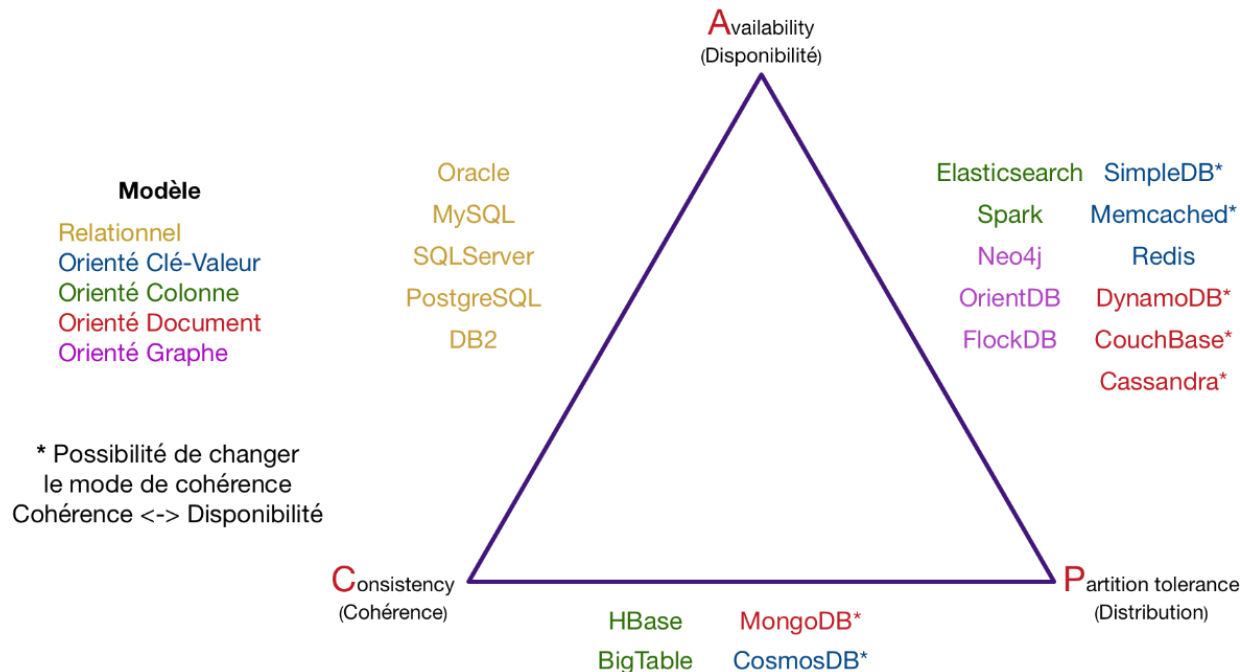 Availability
(Disponibilité)
Modèle
Relationnel
Orienté Clé-Valeur
Orienté Colonne
Orienté Document
Orienté Graphe
* Possibilité de changer
le mode de cohérence
Cohérence <-> Disponibilité
Oracle
MySQL
SQLServer
PostgreSQL
DB2
Elasticsearch
Spark
Neo4j
OrientDB
FlockDB
SimpleDB*
Memcached*
Redis
DynamoDB*
CouchBase*
Cassandra*
Consistency
(Cohérence)
Partition tolerance
(Distribution)
HBase
BigTable
MongoDB*
CosmosDB*